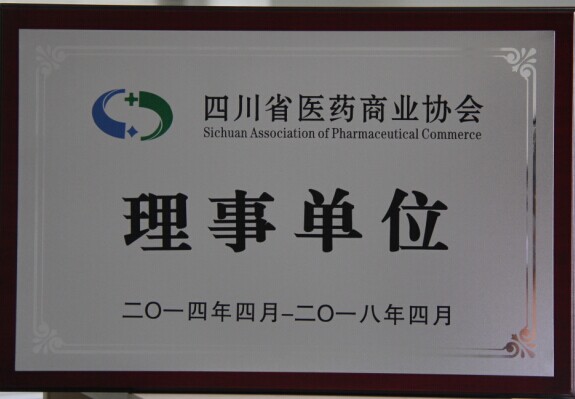 四川省医药商业协会
Sichuan Association of Pharmaceutical Commerce
理事单位
二〇一四年四月–二〇一八年四月